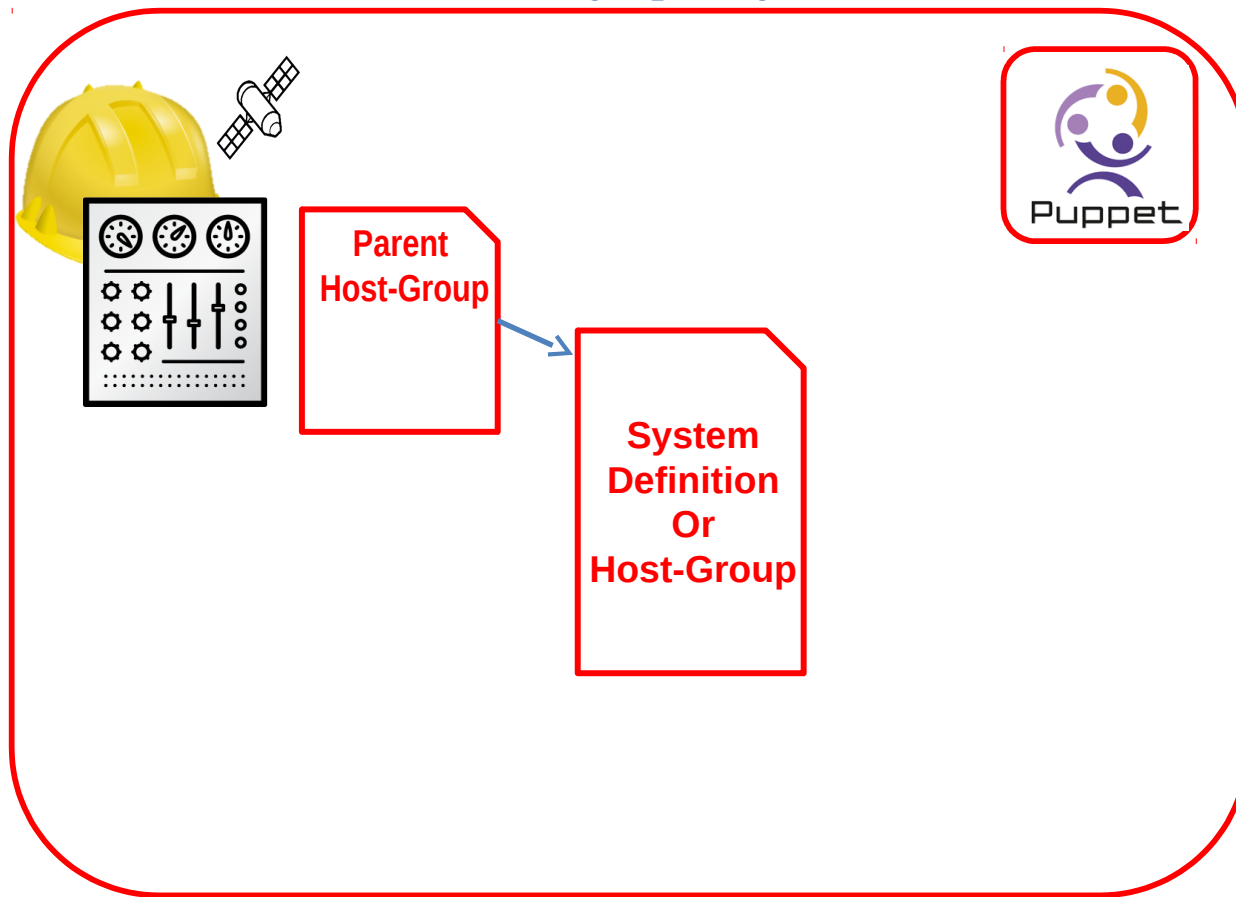 Parent
Host-Group
System
Definition
Or
Host-Group
Puppet